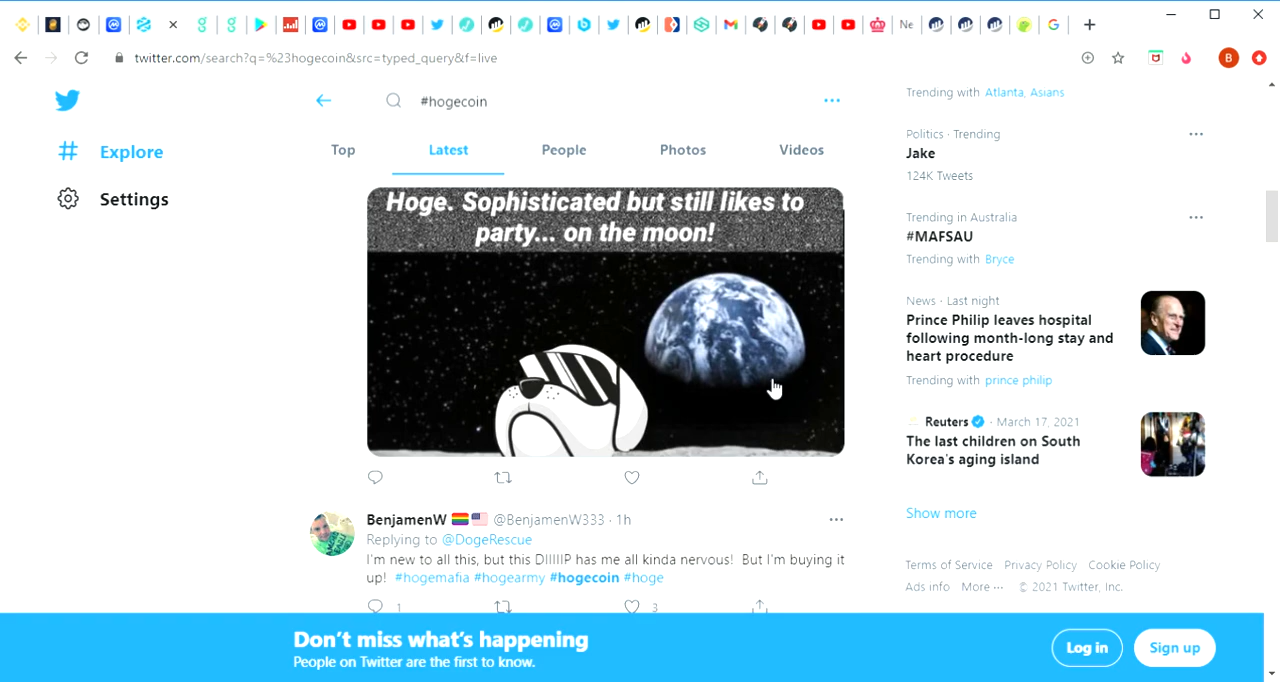 Ne
twitter.com/search?q=%23hogecoin&src=typed_query&f=live
B
#hogecoin
Explore
Settings
Top
Latest
People
Photos
Videos
Hoge. Sophisticated but still likes to
party... on the moon!
BenjamenW @BenjamenW333 · 1h
Replying to @DogeRescue
I'm new to all this, but this DIIIIIP has me all kinda nervous! But I'm buying it
up! #hogemafia #hogearmy #hogecoin #hoge
1
3
Trending with Atlanta, Asians
Politics · Trending
Jake
124K Tweets
Trending in Australia
#MAFSAU
Trending with Bryce
News · Last night
Prince Philip leaves hospital
following month-long stay and
heart procedure
Trending with prince philip
Reuters · March 17, 2021
The last children on South
Korea's aging island
Show more
Terms of Service Privacy Policy Cookie Policy
Ads info More ··· © 2021 Twitter, Inc.
Don't miss what's happening
People on Twitter are the first to know.
Log in
Sign up